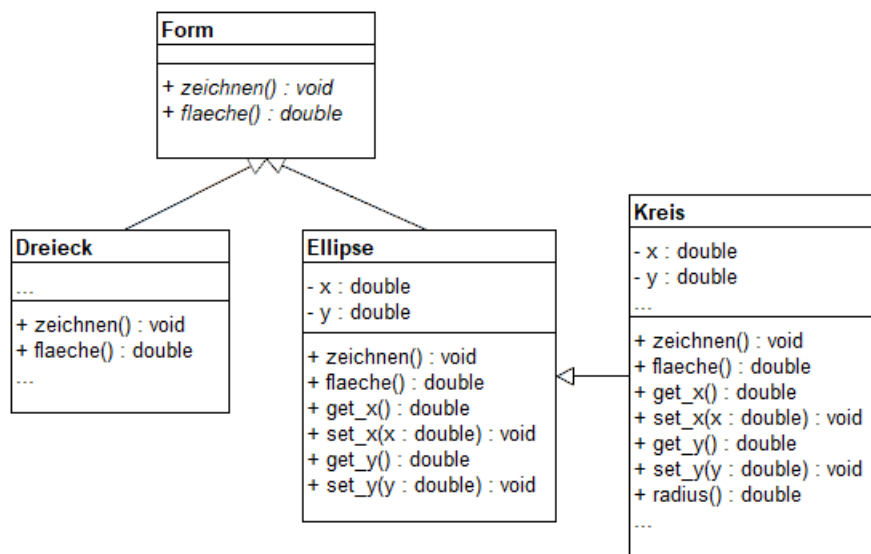 Form
+ zeichnen() : void
+ flaeche() : double
Dreieck
...
+ zeichnen() : void
+ flaeche() : double
...
Ellipse
- x : double
- y : double
+ zeichnen() : void
+ flaeche() : double
+ get_x() : double
+ set_x(x : double) : void
+ get_y() : double
+ set_y(y : double) : void
Kreis
- x : double
- y : double
...
+ zeichnen() : void
+ flaeche() : double
+ get_x() : double
+ set_x(x : double) : void
+ get_y() : double
+ set_y(y : double) : void
+ radius() : double
...